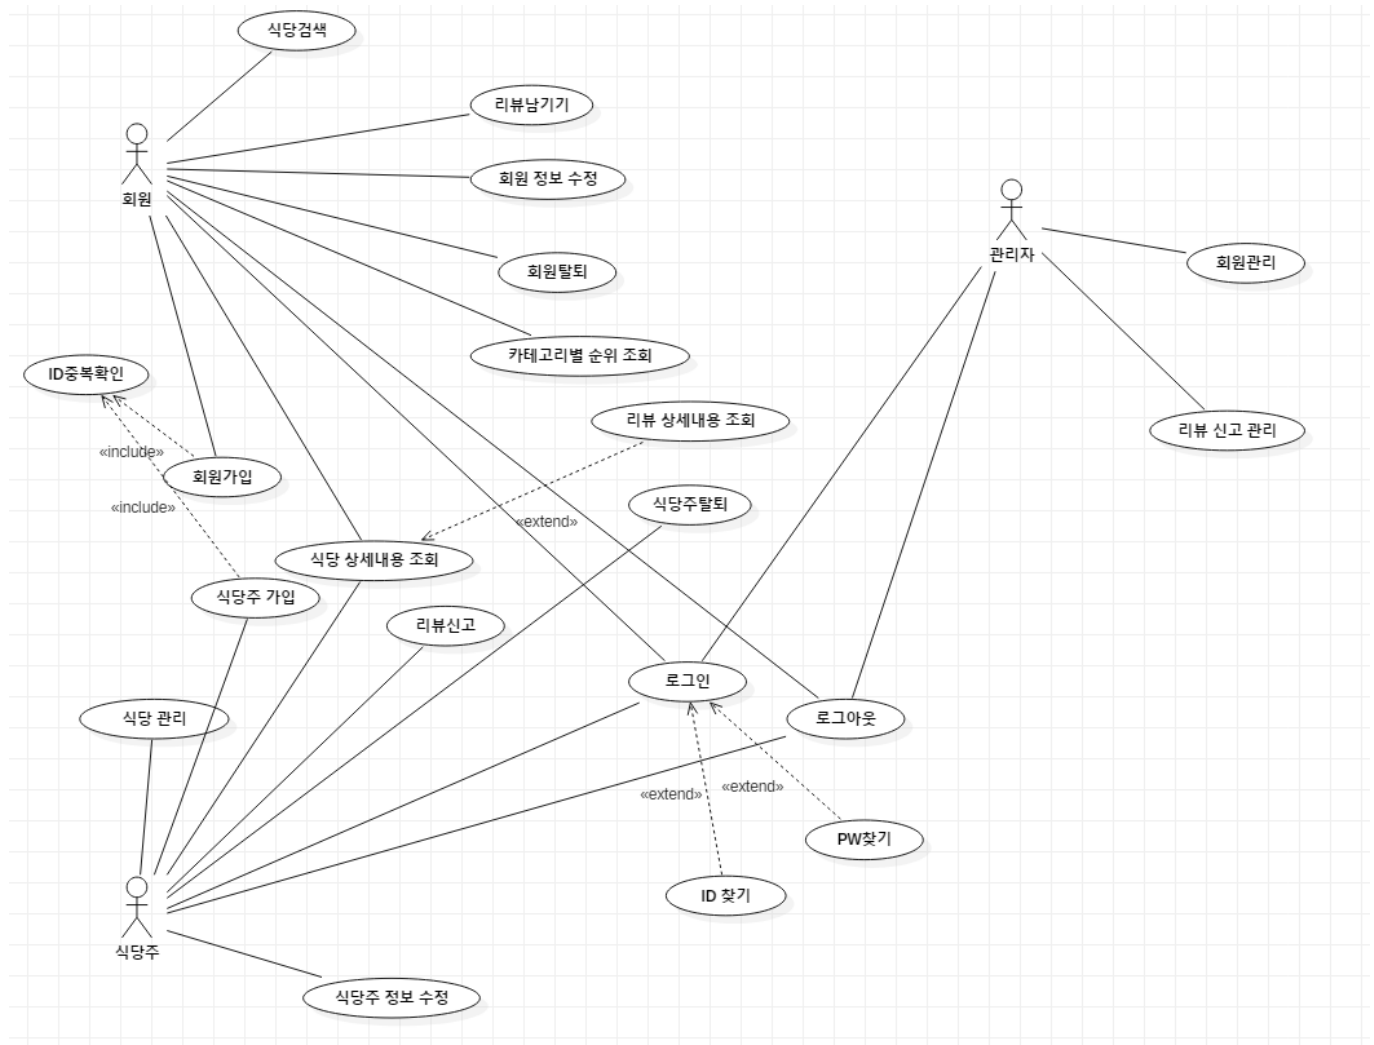 식당검색
리뷰남기기
회원 정보 수정
회원
관리자
회원관리
회원탈퇴
카테고리별 순위 조회
ID중복확인
리뷰 상세내용 조회
리뷰 신고 관리
«include»
회원가입
«include»
식당주탈퇴
«extend»
식당 상세내용 조회
식당주 가입
리뷰신고
로그인
식당 관리
로그아웃
«extend»
«extend»
PW찾기
ID 찾기
식당주
식당주 정보 수정